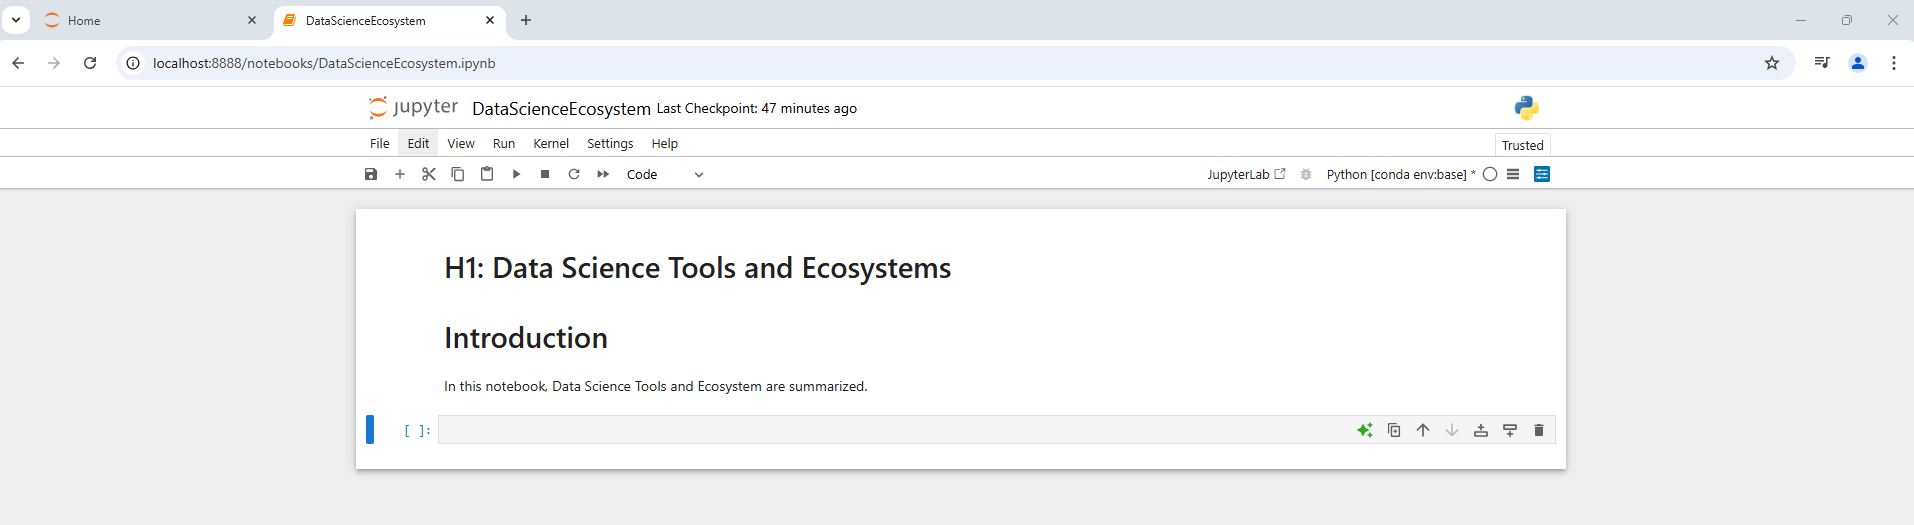 Home
DataScienceEcosystem
localhost:8888/notebooks/DataScienceEcosystem.ipynb
jupyter DataScienceEcosystem Last Checkpoint: 47 minutes ago
File Edit View Run Kernel Settings Help
Trusted
Code
JupyterLab
Python [conda env:base] *
H1: Data Science Tools and Ecosystems
Introduction
In this notebook, Data Science Tools and Ecosystem are summarized.
[ ]: